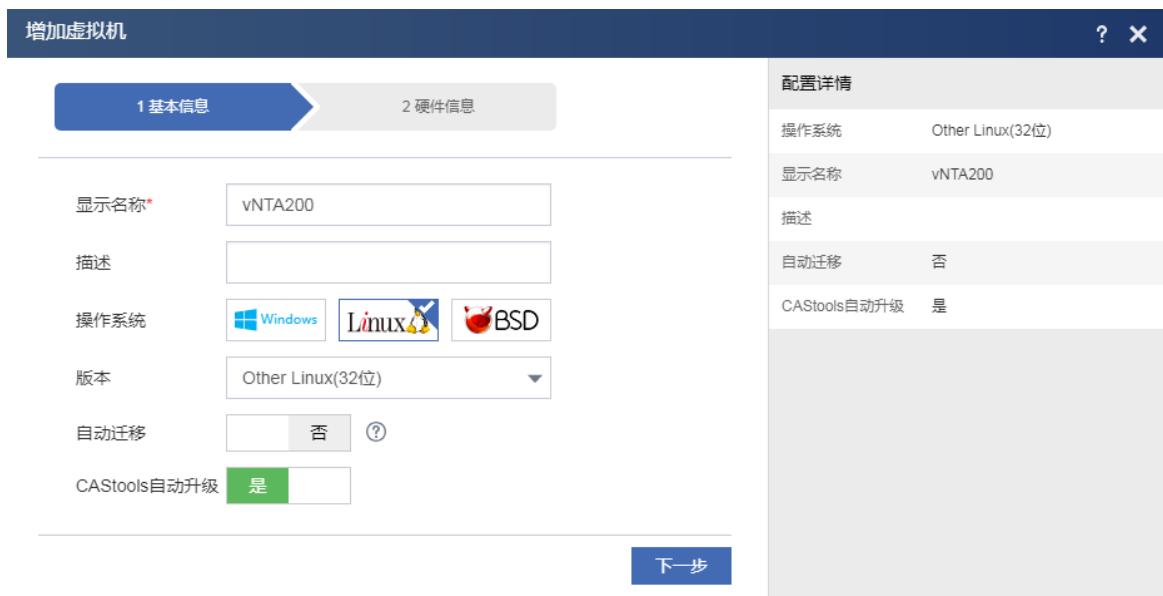 增加虚拟机 ?
1 基本信息
2 硬件信息
显示名称* vNTA200
描述
操作系统 Windows Linux BSD
版本 Other Linux(32位)
自动迁移 否 ?
CAStools自动升级 是
下一步
配置详情
操作系统 Other Linux(32位)
显示名称 vNTA200
描述
自动迁移 否
CAStools自动升级 是